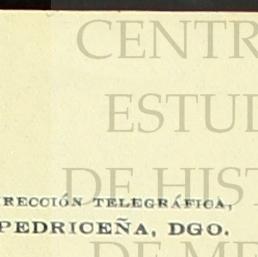 CENTR
ESTUD
DE HIST
RECCIÓN TELEGRÁFICA,
PEDRICEÑA, DGO.
DE ME